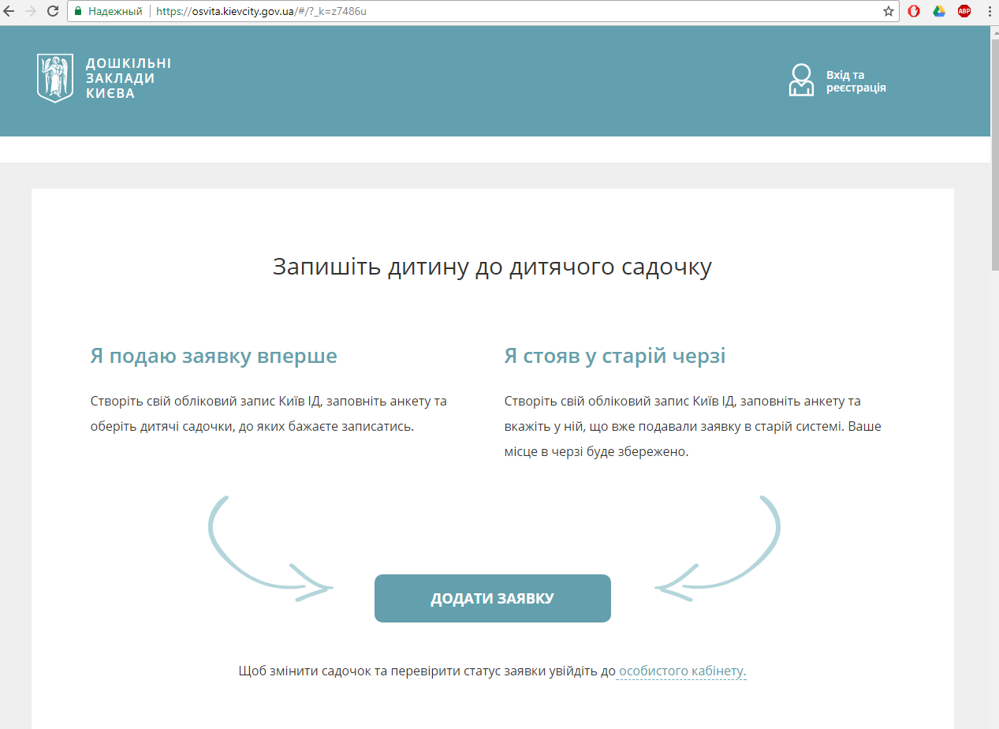 Надежный
https://osvita.kievcity.gov.ua/#/?_k=z7486u
ABP
ДОШКІЛЬНІ
ЗАКЛАДИ
КИЄВА
Вхід та
реєстрація
Запишіть дитину до дитячого садочку
Я подаю заявку вперше
Створіть свій обліковий запис Київ ІД, заповніть анкету та
оберіть дитячі садочки, до яких бажаєте записатись.
Я стояв у старій черзі
Створіть свій обліковий запис Київ ІД, заповніть анкету та
вкажіть у ній, що вже подавали заявку в старій системі. Ваше
місце в черзі буде збережено.
ДОДАТИ ЗАЯВКУ
Щоб змінити садочок та перевірити статус заявки увійдіть до особистого кабінету.